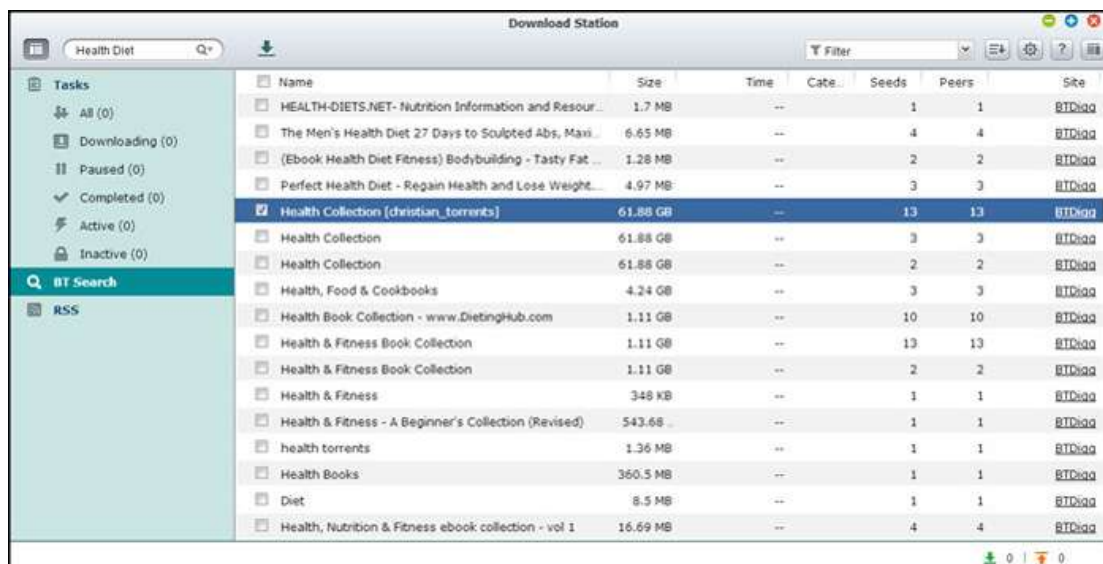 Download Station
Health Diet
Filter
Tasks
All (0)
Downloading (0)
Paused (0)
Completed (0)
Active (0)
Inactive (0)
BT Search
RSS
Name Size Time Cate... Seeds Peers Site
HEALTH-DIETS.NET- Nutrition Information and Resour... 1.7 MB -- 1 1 BTDigg
The Men's Health Diet 27 Days to Sculpted Abs, Maxi... 6.65 MB -- 4 4 BTDigg
(Ebook Health Diet Fitness) Bodybuilding - Tasty Fat ... 1.28 MB -- 2 2 BTDigg
Perfect Health Diet - Regain Health and Lose Weight... 4.97 MB -- 3 3 BTDigg
Health Collection [christian_torrents] 61.88 GB -- 13 13 BTDigg
Health Collection 61.88 GB -- 3 3 BTDigg
Health Collection 61.88 GB -- 2 2 BTDigg
Health, Food & Cookbooks 4.24 GB -- 3 3 BTDigg
Health Book Collection - www.DietingHub.com 1.11 GB -- 10 10 BTDigg
Health & Fitness Book Collection 1.11 GB -- 13 13 BTDigg
Health & Fitness Book Collection 1.11 GB -- 2 2 BTDigg
Health & Fitness 348 KB -- 1 1 BTDigg
Health & Fitness - A Beginner's Collection (Revised) 543.68 ... -- 1 1 BTDigg
health torrents 1.36 MB -- 1 1 BTDigg
Health Books 360.5 MB -- 1 1 BTDigg
Diet 8.5 MB -- 1 1 BTDigg
Health, Nutrition & Fitness ebook collection - vol 1 16.69 MB -- 4 4 BTDigg
0 | 0